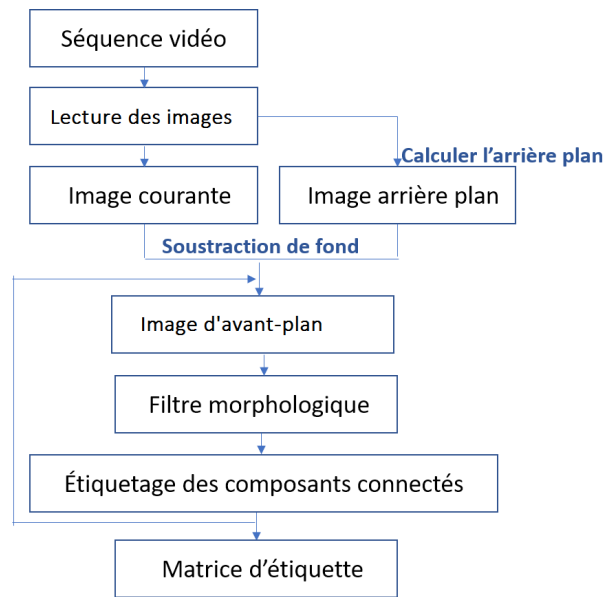 Séquence vidéo
Lecture des images
Calculer l'arrière plan
Image courante
Image arrière plan
Soustraction de fond
Image d'avant-plan
Filtre morphologique
Étiquetage des composants connectés
Matrice d'étiquette